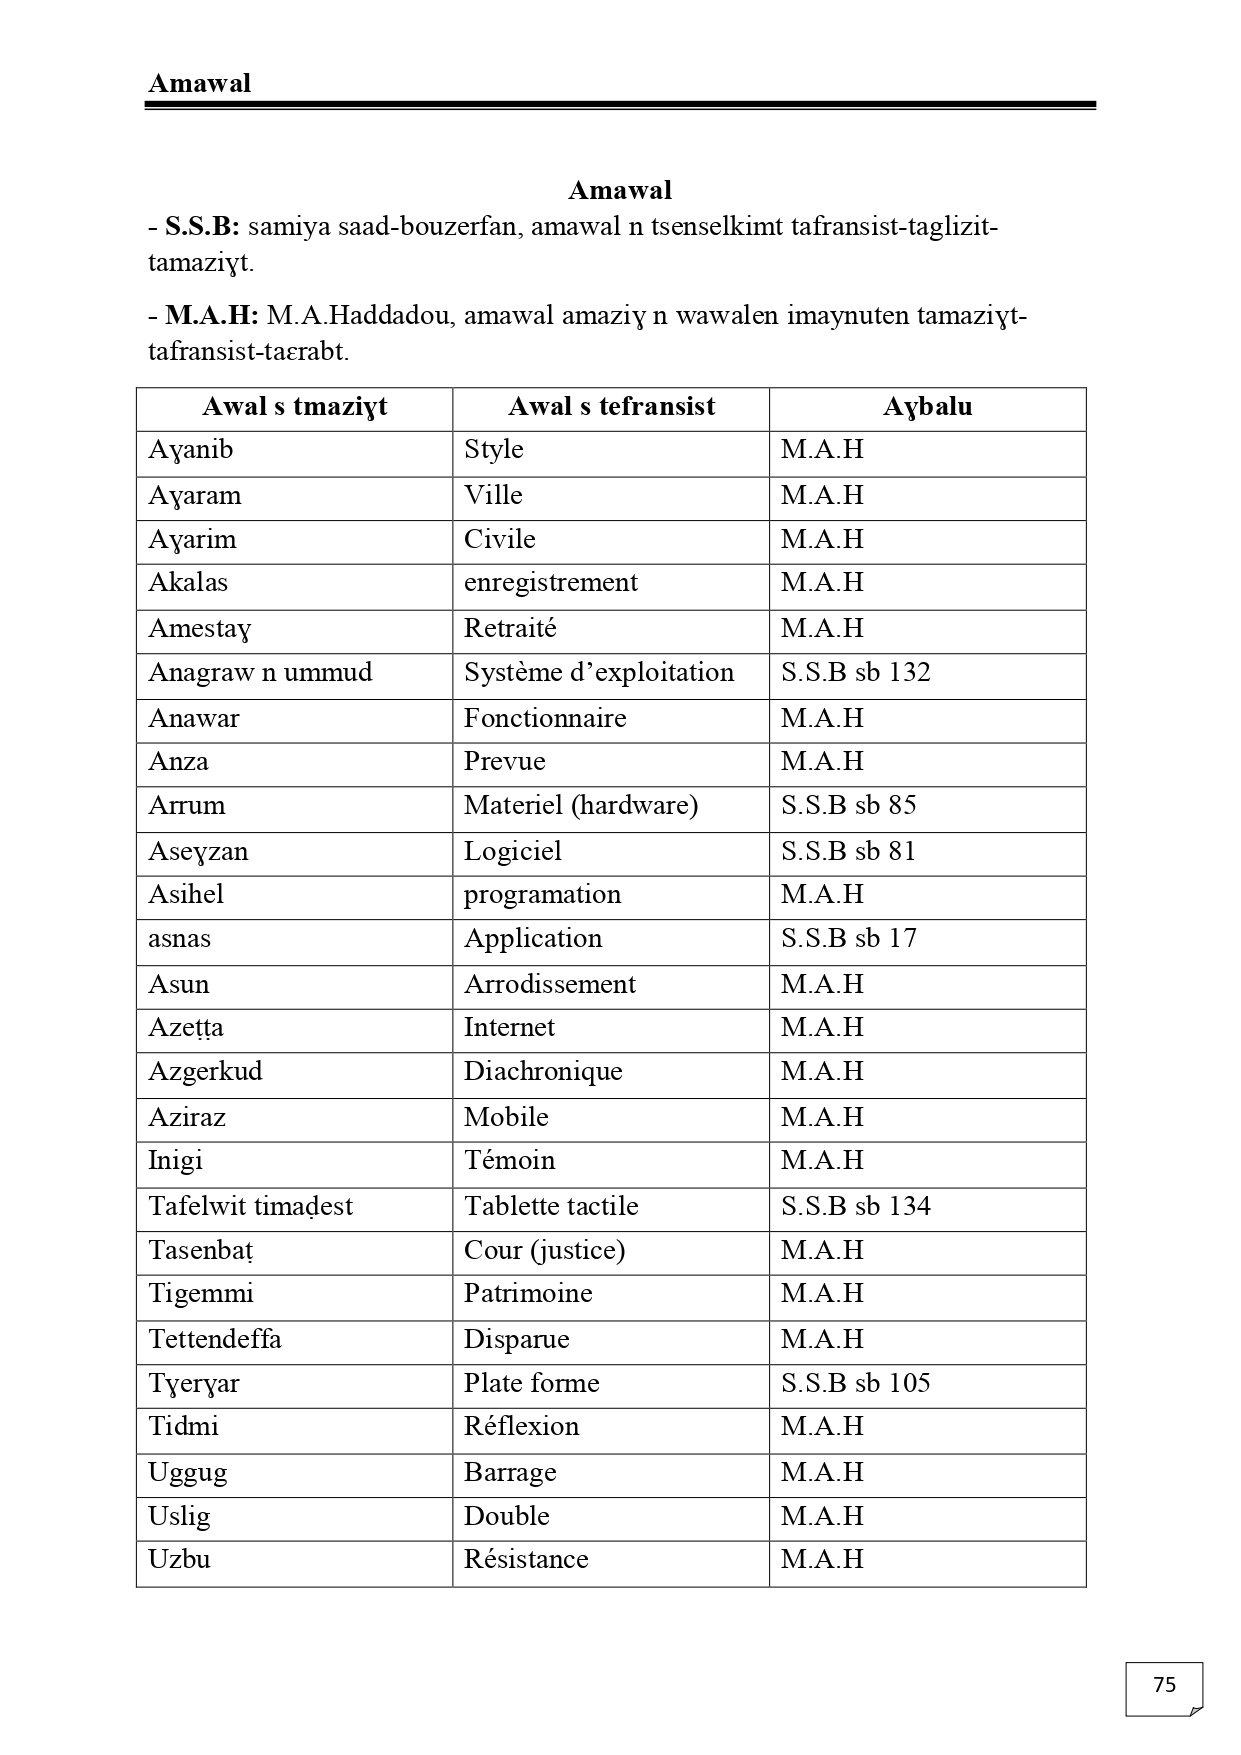 Amawal
Amawal
- S.S.B: samiya saad-bouzerfan, amawal n tsenselkimt tafransist-taglizit-
tamaziɣt.
- M.A.H: M.A.Haddadou, amawal amaziɣ n wawalen imaynuten tamaziɣt-
tafransist-taɛrabt.
Awal s tmaziɣt Awal s tefransist Aɣbalu
Aɣanib Style M.A.H
Aɣaram Ville M.A.H
Aɣarim Civile M.A.H
Akalas enregistrement M.A.H
Amestaɣ Retraité M.A.H
Anagraw n ummud Système d’exploitation S.S.B sb 132
Anawar Fonctionnaire M.A.H
Anza Prevue M.A.H
Arrum Materiel (hardware) S.S.B sb 85
Aseɣzan Logiciel S.S.B sb 81
Asihel programation M.A.H
asnas Application S.S.B sb 17
Asun Arrodissement M.A.H
Azeṭṭa Internet M.A.H
Azgerkud Diachronique M.A.H
Aziraz Mobile M.A.H
Inigi Témoin M.A.H
Tafelwit timaḍest Tablette tactile S.S.B sb 134
Tasenbaṭ Cour (justice) M.A.H
Tigemmi Patrimoine M.A.H
Tettendeffa Disparue M.A.H
Tɣerɣar Plate forme S.S.B sb 105
Tidmi Réflexion M.A.H
Uggug Barrage M.A.H
Uslig Double M.A.H
Uzbu Résistance M.A.H
75